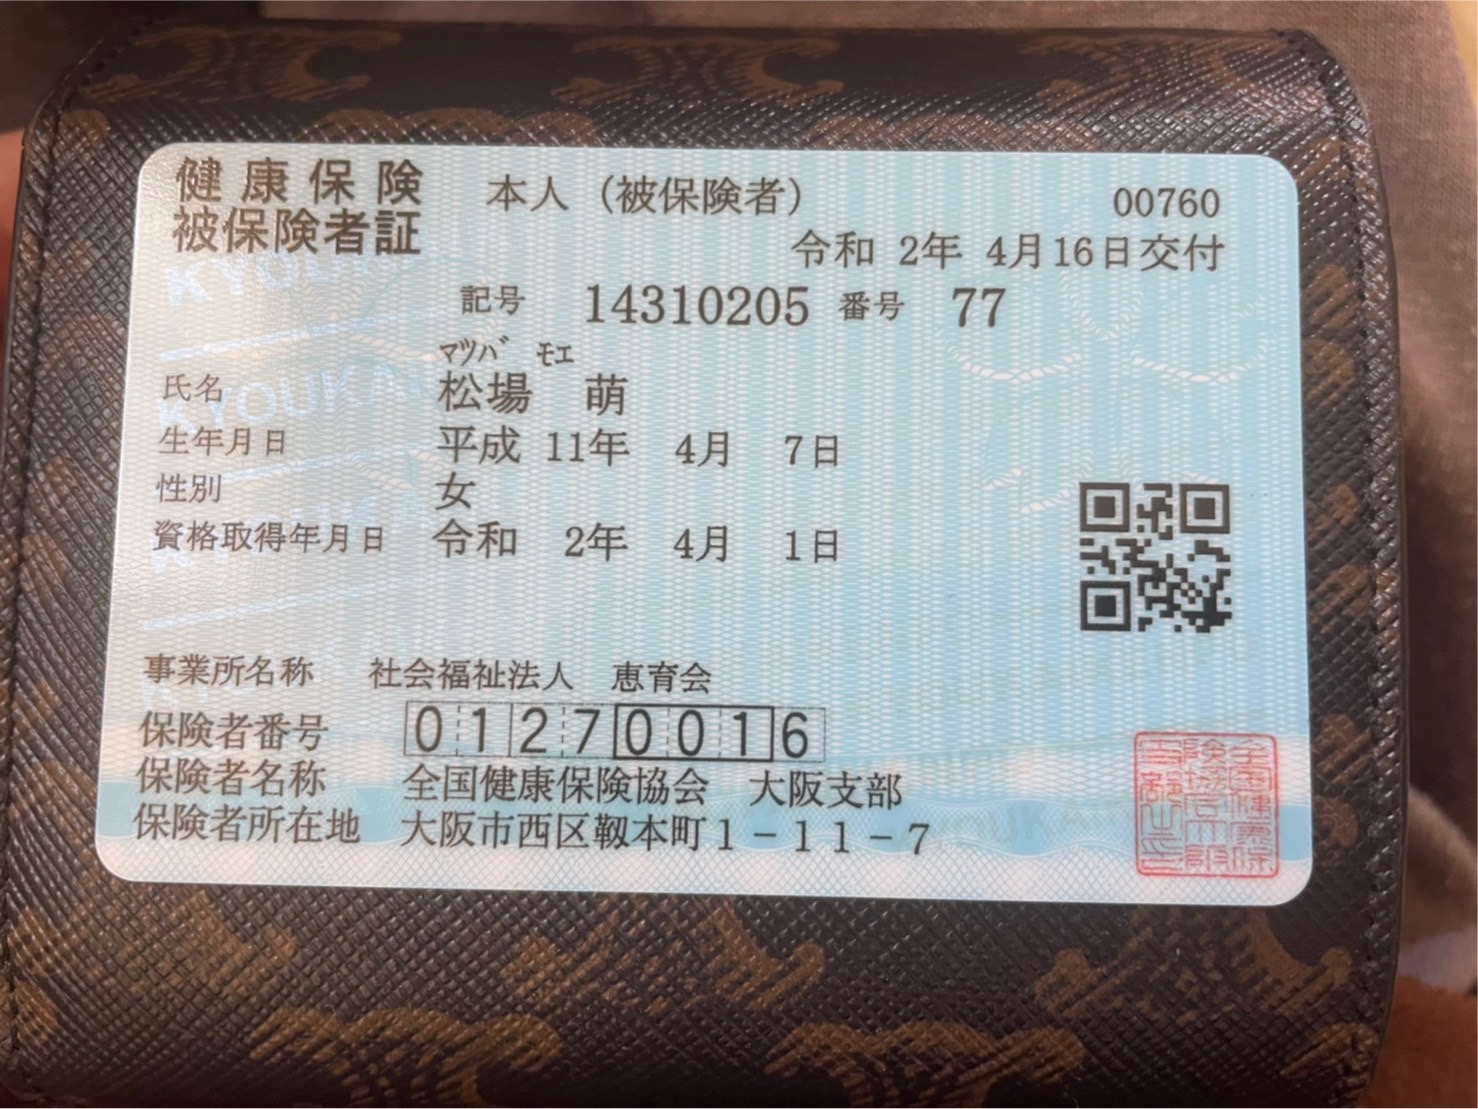 健康保険
被保険者証
本人（被保険者）
00760
令和 2年 4月16日交付
記号 14310205 番号 77
ﾏﾂﾊﾞ ﾓｴ
氏名 松場 萌
生年月日 平成 11年 4月 7日
性別 女
資格取得年月日 令和 2年 4月 1日
事業所名称 社会福祉法人 恵育会
保険者番号 01270016
保険者名称 全国健康保険協会 大阪支部
保険者所在地 大阪市西区靱本町1-11-7